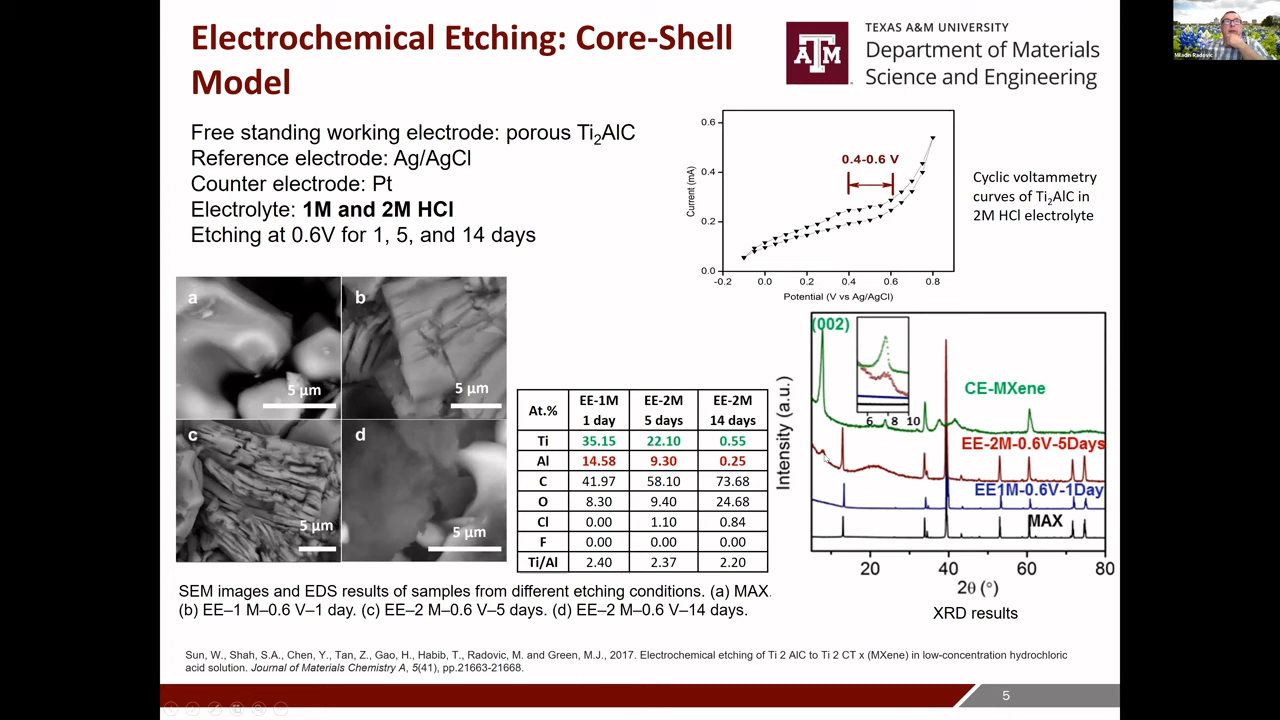 Electrochemical Etching: Core-Shell
Model
TEXAS A&M UNIVERSITY
Department of Materials
Science and Engineering
A T M
Miladin Radovic
Free standing working electrode: porous Ti2AlC
Reference electrode: Ag/AgCl
Counter electrode: Pt
Electrolyte: 1M and 2M HCl
Etching at 0.6V for 1, 5, and 14 days
0.6
0.4
0.2
0.0
Current (mA)
0.4-0.6 V
-0.2 0.0 0.2 0.4 0.6 0.8
Potential (V vs Ag/AgCl)
Cyclic voltammetry
curves of Ti2AlC in
2M HCl electrolyte
a
5 µm
b
5 µm
c
5 µm
d
5 µm
At.% EE-1M 1 day EE-2M 5 days EE-2M 14 days
Ti 35.15 22.10 0.55
Al 14.58 9.30 0.25
C 41.97 58.10 73.68
O 8.30 9.40 24.68
Cl 0.00 1.10 0.84
F 0.00 0.00 0.00
Ti/Al 2.40 2.37 2.20
(002)
6 8 10
CE-MXene
EE-2M-0.6V-5Days
EE1M-0.6V-1Day
MAX
Intensity (a.u.)
20 40 60 80
2θ (°)
XRD results
SEM images and EDS results of samples from different etching conditions. (a) MAX.
(b) EE–1 M–0.6 V–1 day. (c) EE–2 M–0.6 V–5 days. (d) EE–2 M–0.6 V–14 days.
Sun, W., Shah, S.A., Chen, Y., Tan, Z., Gao, H., Habib, T., Radovic, M. and Green, M.J., 2017. Electrochemical etching of Ti 2 AlC to Ti 2 CT x (MXene) in low-concentration hydrochloric
acid solution. Journal of Materials Chemistry A, 5(41), pp.21663-21668.
5